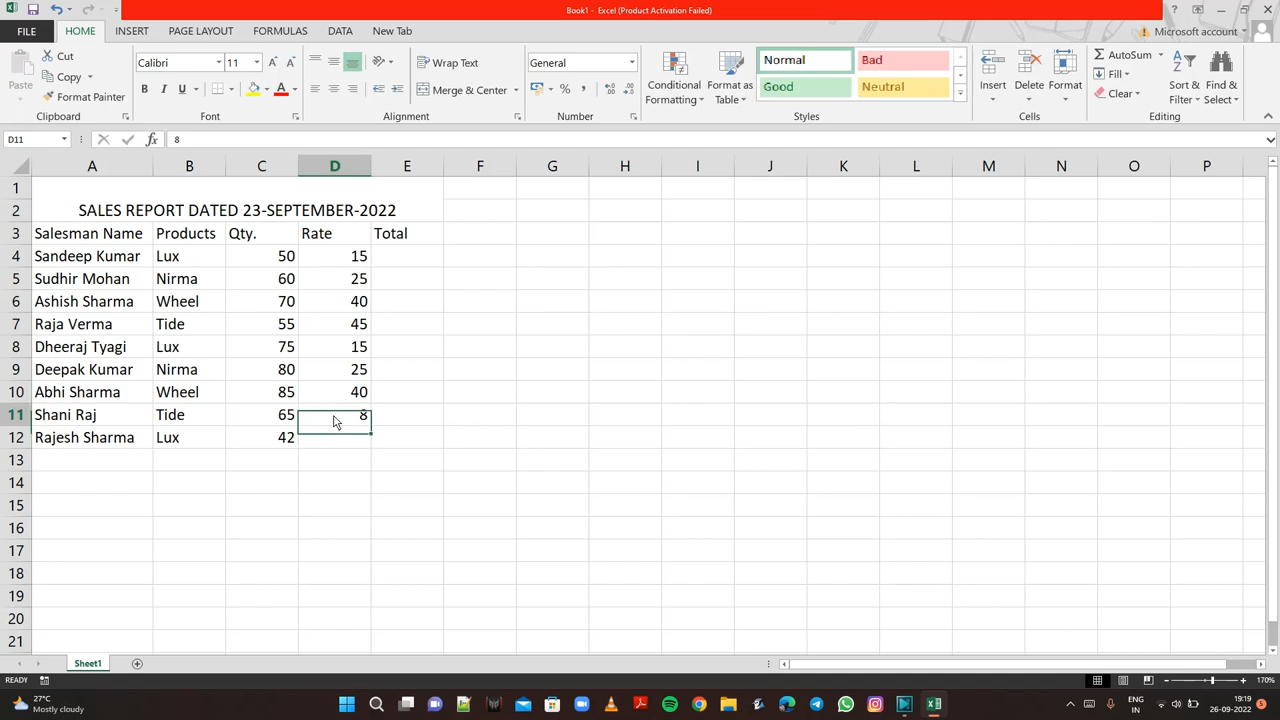 Book1 - Excel (Product Activation Failed)
FILE HOME INSERT PAGE LAYOUT FORMULAS DATA New Tab Microsoft account
Paste Cut Copy Format Painter
Calibri 11
B I U A
Wrap Text
Merge & Center
General
%
Conditional Formatting
Format as Table
Normal Bad
Good Neutral
Insert Delete Format
AutoSum
Fill
Clear
Sort & Filter
Find & Select
Clipboard Font Alignment Number Styles Cells Editing
D11 fx 8
A B C D E F G H I J K L M N O P
1
2 SALES REPORT DATED 23-SEPTEMBER-2022
3 Salesman Name Products Qty. Rate Total
4 Sandeep Kumar Lux 50 15
5 Sudhir Mohan Nirma 60 25
6 Ashish Sharma Wheel 70 40
7 Raja Verma Tide 55 45
8 Dheeraj Tyagi Lux 75 15
9 Deepak Kumar Nirma 80 25
10 Abhi Sharma Wheel 85 40
11 Shani Raj Tide 65 8
12 Rajesh Sharma Lux 42
13
14
15
16
17
18
19
20
21
Sheet1
READY 170%
27°C
Mostly cloudy
ENG
IN
19:19
26-09-2022